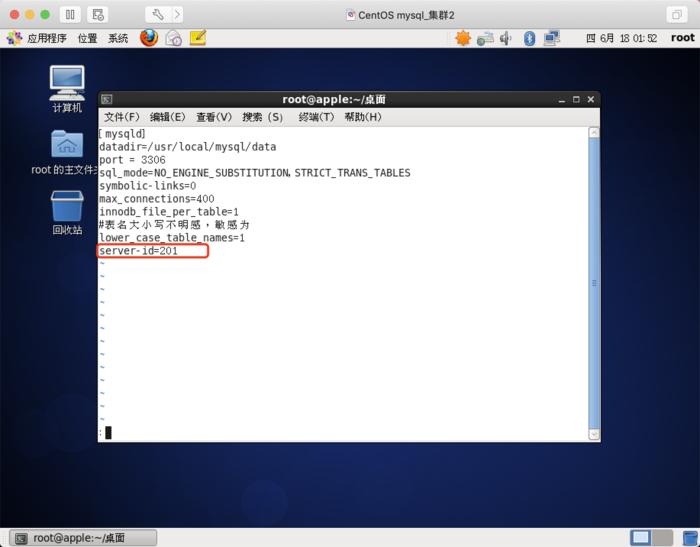 CentOS mysql_集群2
应用程序 位置 系统
四 6月 18 01:52 root
计算机
root 的主文件夹
回收站
root@apple:~/桌面
文件(F) 编辑(E) 查看(V) 搜索 (S) 终端(T) 帮助(H)
[mysqld]
datadir=/usr/local/mysql/data
port = 3306
sql_mode=NO_ENGINE_SUBSTITUTION,STRICT_TRANS_TABLES
symbolic-links=0
max_connections=400
innodb_file_per_table=1
#表名大小写不明感，敏感为
lower_case_table_names=1
server-id=201
~
~
~
~
~
~
~
~
~
~
~
~
~
:
root@apple:~/桌面